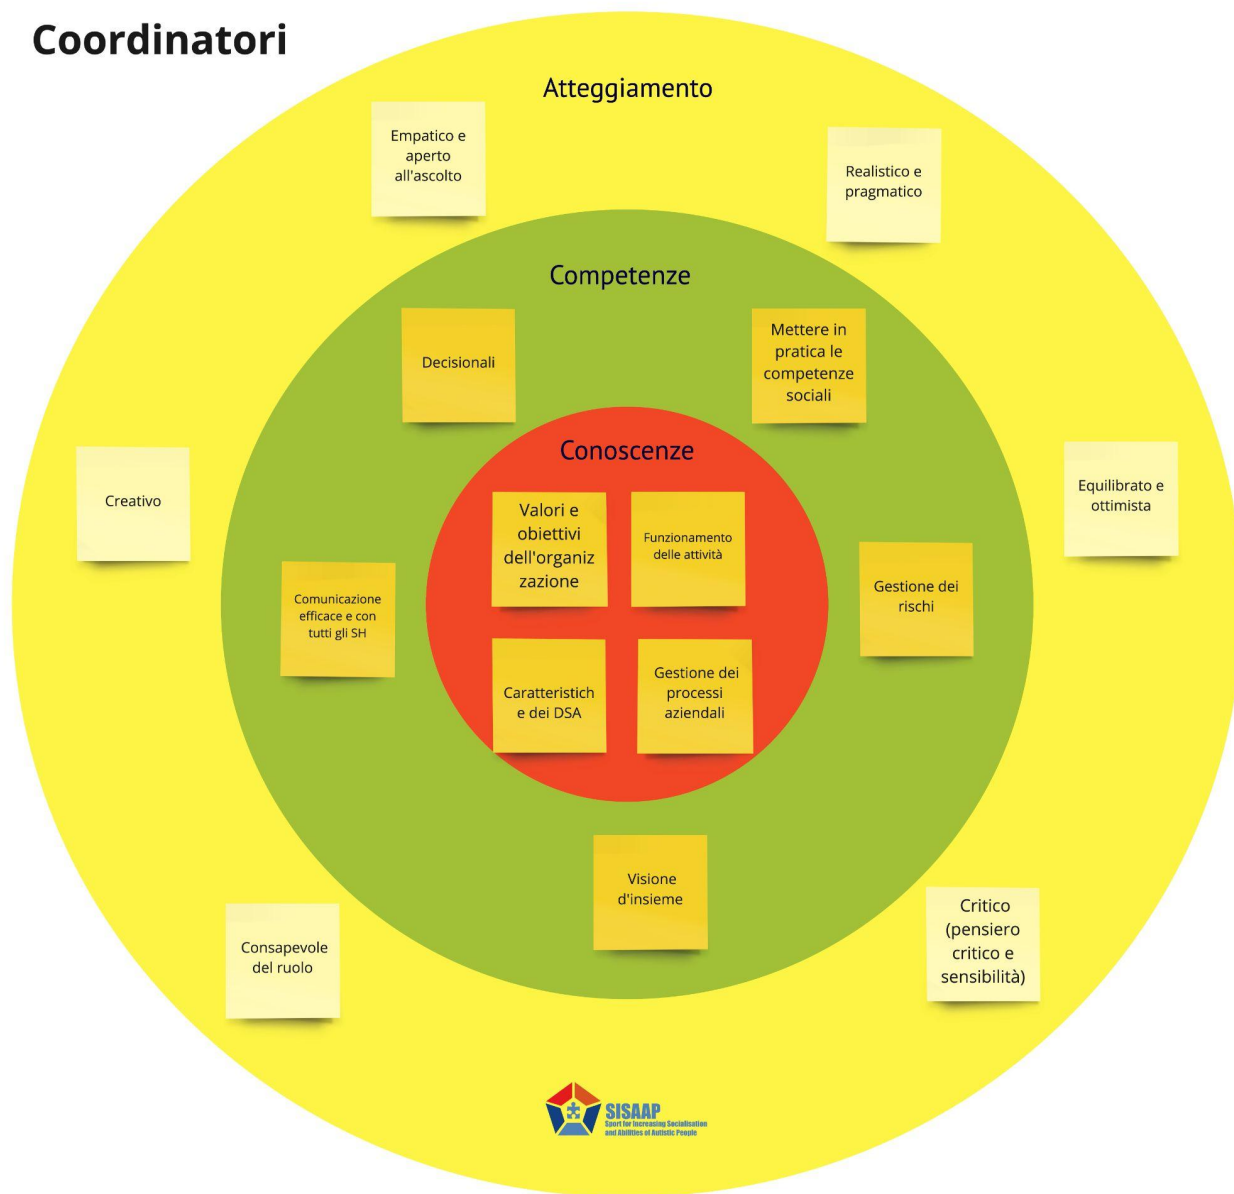 Coordinatori
Atteggiamento
Empatico e
aperto
all'ascolto
Realistico e
pragmatico
Competenze
Decisionali
Mettere in
pratica le
competenze
sociali
Conoscenze
Creativo
Equilibrato e
ottimista
Valori e
obiettivi
dell'organiz
zazione
Funzionamento
delle attività
Comunicazione
efficace e con
tutti gli SH
Gestione dei
rischi
Caratteristich
e dei DSA
Gestione dei
processi
aziendali
Visione
d'insieme
Consapevole
del ruolo
Critico
(pensiero
critico e
sensibilità)
SISAAP
Sport for Increasing Socialisation
and Abilities of Autistic People